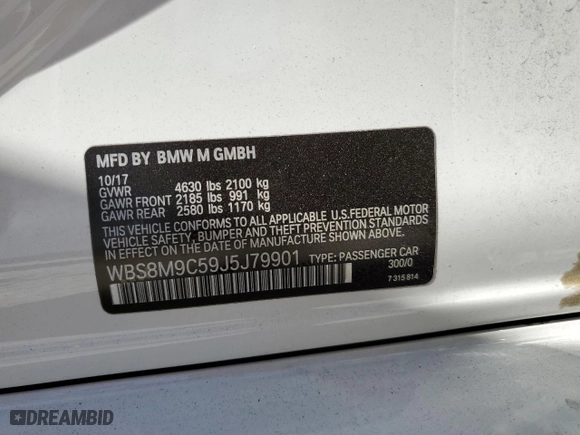 MFD BY BMW M GMBH
10/17
GVWR 4630 lbs 2100 kg
GAWR FRONT 2185 lbs 991 kg
GAWR REAR 2580 lbs 1170 kg
THIS VEHICLE CONFORMS TO ALL APPLICABLE U.S.FEDERAL MOTOR
VEHICLE SAFETY, BUMPER AND THEFT PREVENTION STANDARDS
IN EFFECT ON THE DATE OF MANUFACTURE SHOWN ABOVE.
WBS8M9C59J5J79901 TYPE: PASSENGER CAR
300/0
7 315 814
DREAMBID